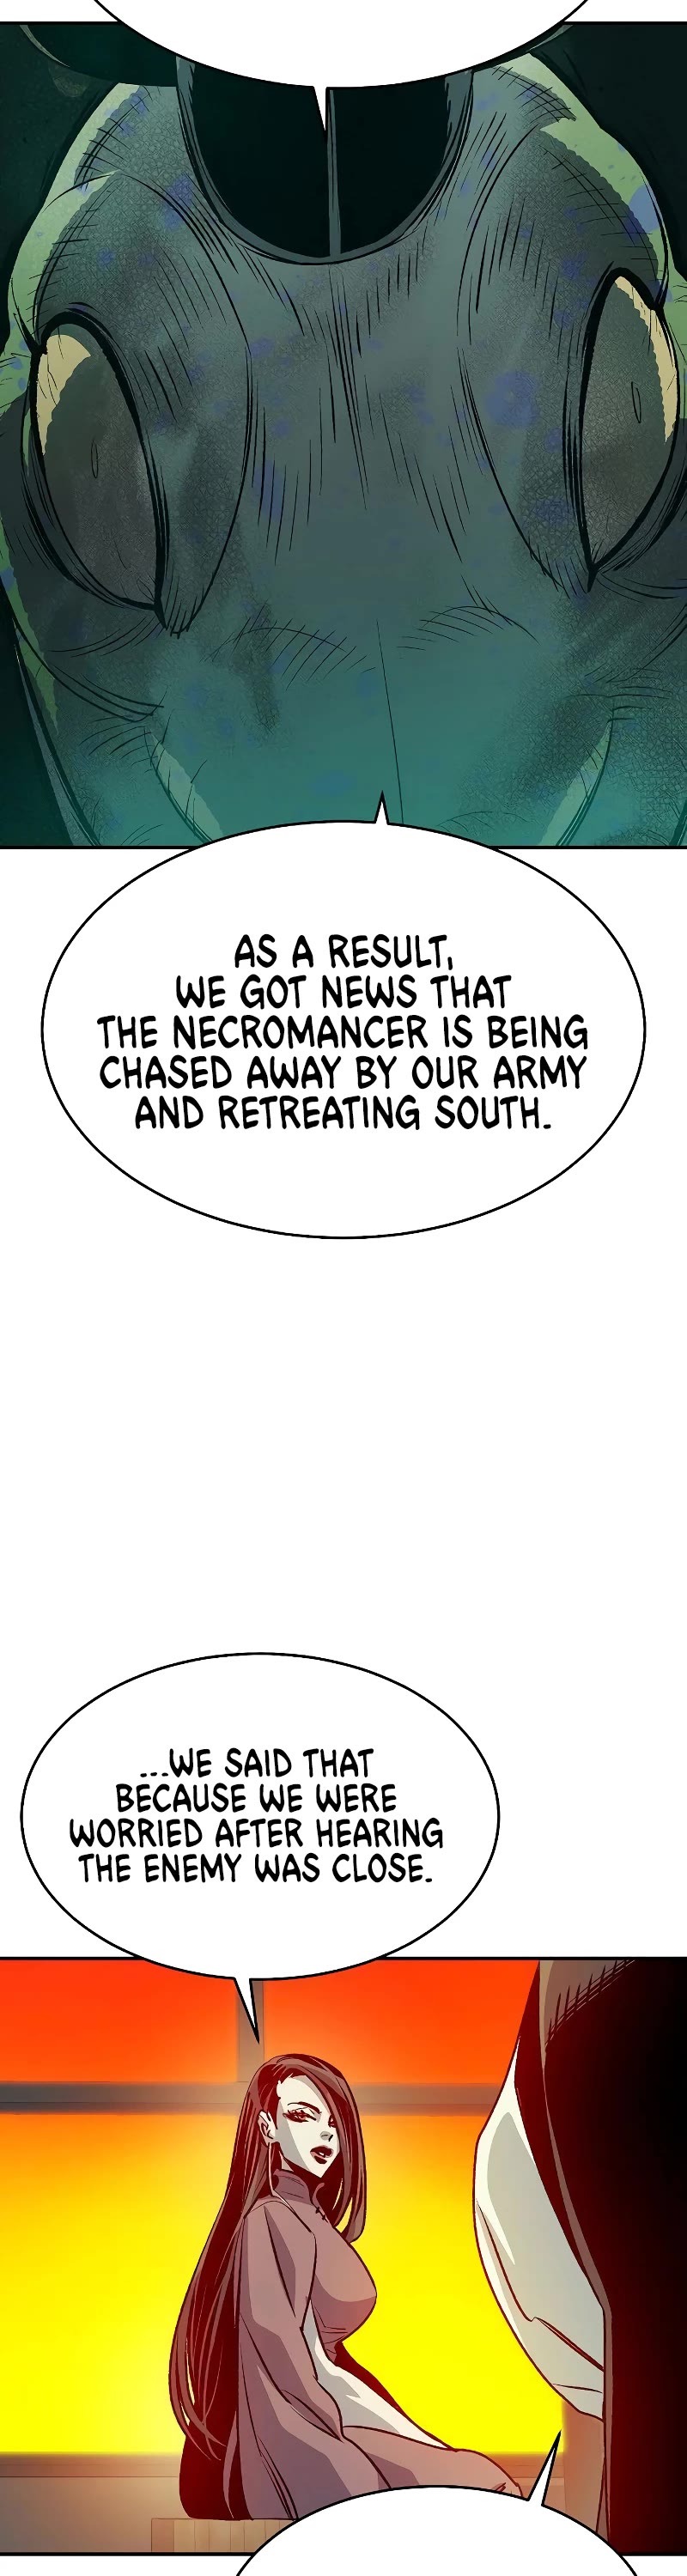 AS A RESULT,
WE GOT NEWS THAT
THE NECROMANCER IS BEING
CHASED AWAY BY OUR ARMY
AND RETREATING SOUTH.
...WE SAID THAT
BECAUSE WE WERE
WORRIED AFTER HEARING
THE ENEMY WAS CLOSE.